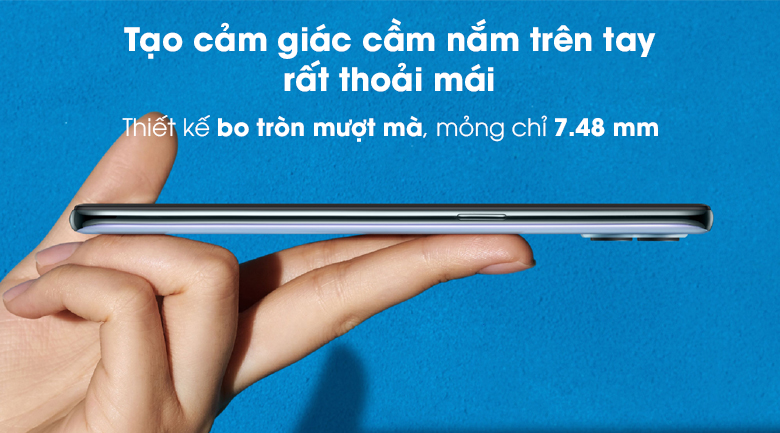 Tạo cảm giác cầm nắm trên tay
rất thoải mái
Thiết kế bo tròn mượt mà, mỏng chỉ 7.48 mm